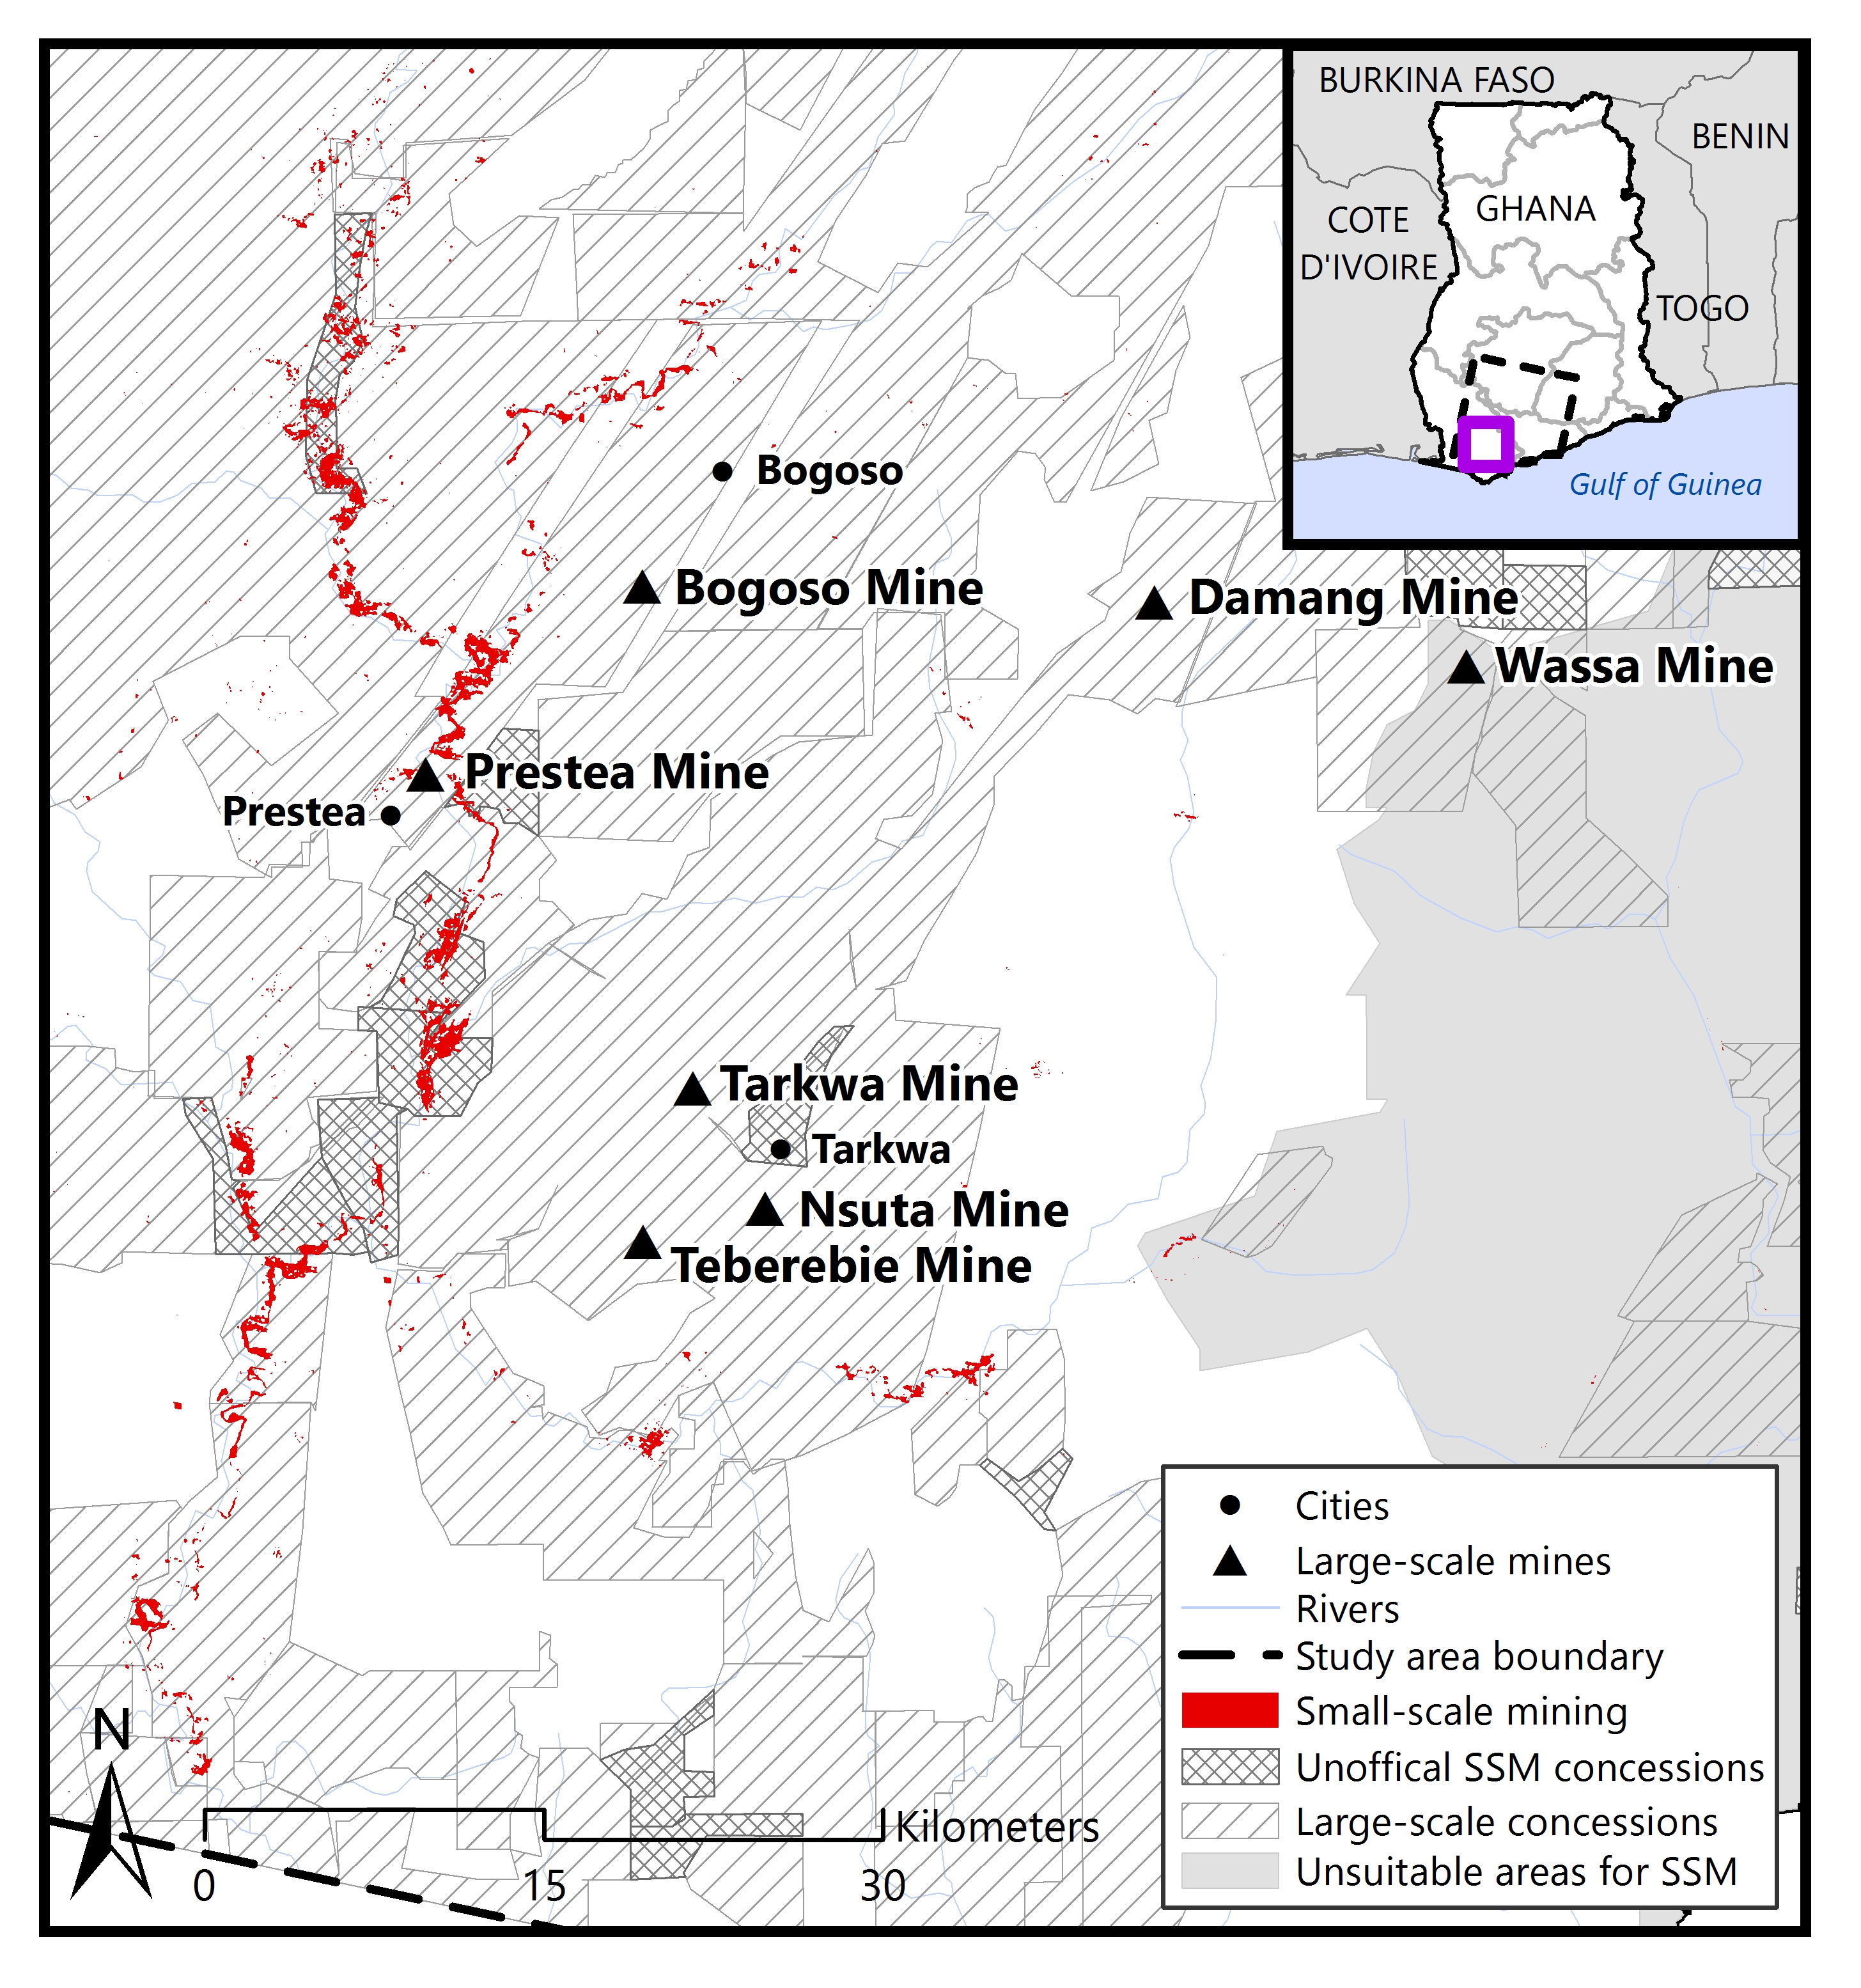 BURKINA FASO
BENIN
GHANA
COTE
D'IVOIRE
TOGO
Gulf of Guinea
Bogoso
Bogoso Mine
Damang Mine
Wassa Mine
Prestea Mine
Prestea
Tarkwa Mine
Tarkwa
Nsuta Mine
Teberebie Mine
Cities
Large-scale mines
Rivers
Study area boundary
Small-scale mining
Unoffical SSM concessions
Large-scale concessions
Unsuitable areas for SSM
N
Kilometers
0 15 30